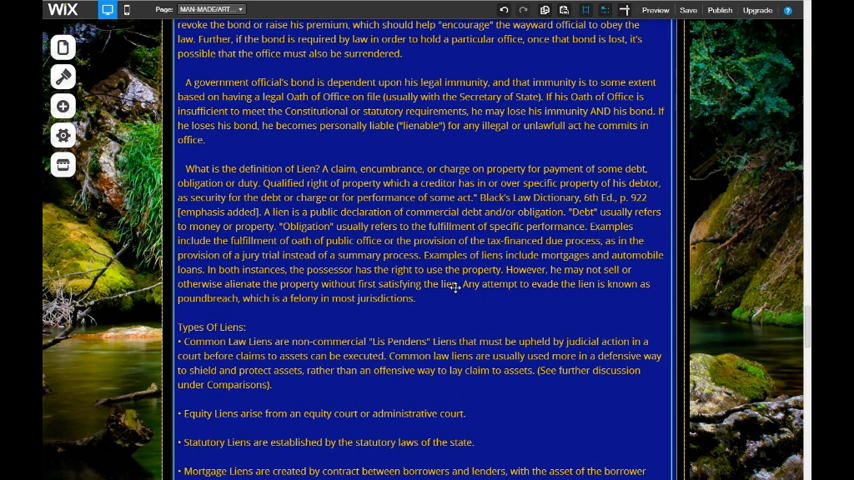 WiX
Page: MAN-MADE/ART...
Preview Save Publish Upgrade ?
revoke the bond or raise his premium, which should help "encourage" the wayward official to obey the
law. Further, if the bond is required by law in order to hold a particular office, once that bond is lost, it's
possible that the office must also be surrendered.
A government official's bond is dependent upon his legal immunity, and that immunity is to some extent
based on having a legal Oath of Office on file (usually with the Secretary of State). If his Oath of Office is
insufficient to meet the Constitutional or statutory requirements, he may lose his immunity AND his bond. If
he loses his bond, he becomes personally liable ("lienable") for any illegal or unlawfull act he commits in
office.
What is the definition of Lien? A claim, encumbrance, or charge on property for payment of some debt,
obligation or duty. Qualified right of property which a creditor has in or over specific property of his debtor,
as security for the debt or charge or for performance of some act." Black's Law Dictionary, 6th Ed., p. 922
[emphasis added]. A lien is a public declaration of commercial debt and/or obligation. "Debt" usually refers
to money or property. "Obligation" usually refers to the fulfillment of specific performance. Examples
include the fulfillment of oath of public office or the provision of the tax-financed due process, as in the
provision of a jury trial instead of a summary process. Examples of liens include mortgages and automobile
loans. In both instances, the possessor has the right to use the property. However, he may not sell or
otherwise alienate the property without first satisfying the lien. Any attempt to evade the lien is known as
poundbreach, which is a felony in most jurisdictions.
Types Of Liens:
• Common Law Liens are non-commercial "Lis Pendens" Liens that must be upheld by judicial action in a
court before claims to assets can be executed. Common law liens are usually used more in a defensive way
to shield and protect assets, rather than an offensive way to lay claim to assets. (See further discussion
under Comparisons).
• Equity Liens arise from an equity court or administrative court.
• Statutory Liens are established by the statutory laws of the state.
• Mortgage Liens are created by contract between borrowers and lenders, with the asset of the borrower